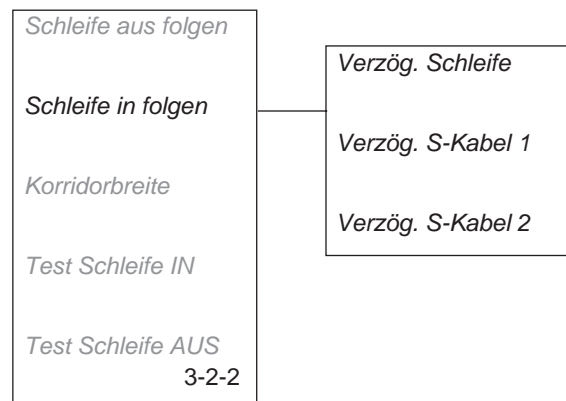 Schleife aus folgen
Schleife in folgen
Korridorbreite
Test Schleife IN
Test Schleife AUS
3-2-2
Verzög. Schleife
Verzög. S-Kabel 1
Verzög. S-Kabel 2